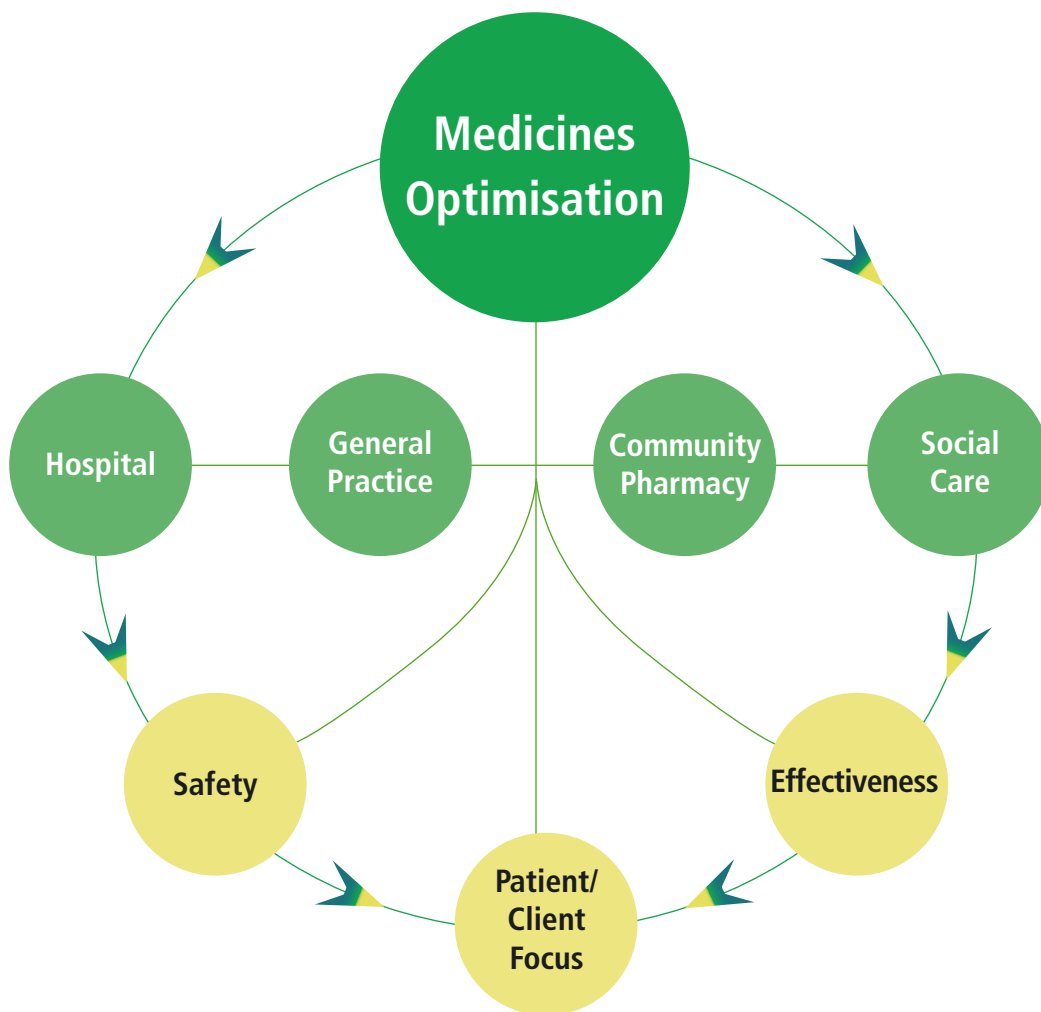 Medicines
Optimisation
Hospital
General
Practice
Community
Pharmacy
Social
Care
Safety
Effectiveness
Patient/
Client
Focus